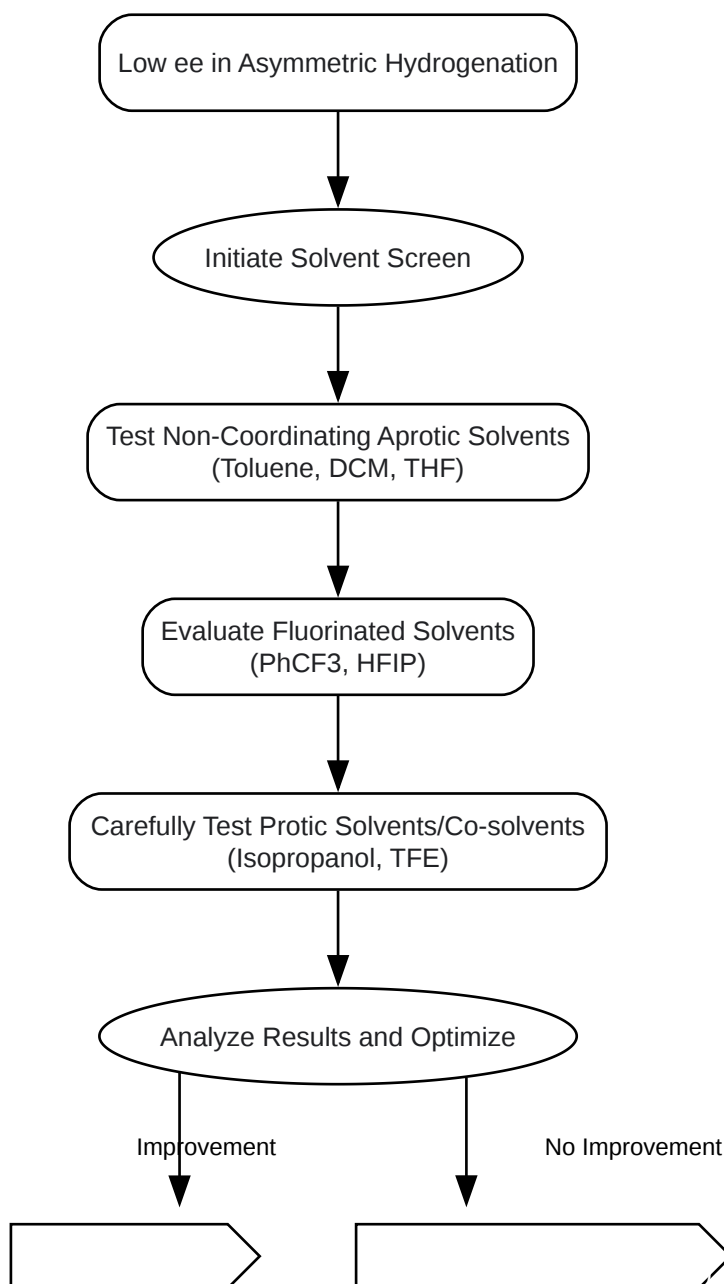 Low ee in Asymmetric Hydrogenation
Initiate Solvent Screen
Test Non-Coordinating Aprotic Solvents
(Toluene, DCM, THF)
Evaluate Fluorinated Solvents
(PhCF3, HFIP)
Carefully Test Protic Solvents/Co-solvents
(Isopropanol, TFE)
Analyze Results and Optimize
Improvement
No Improvement